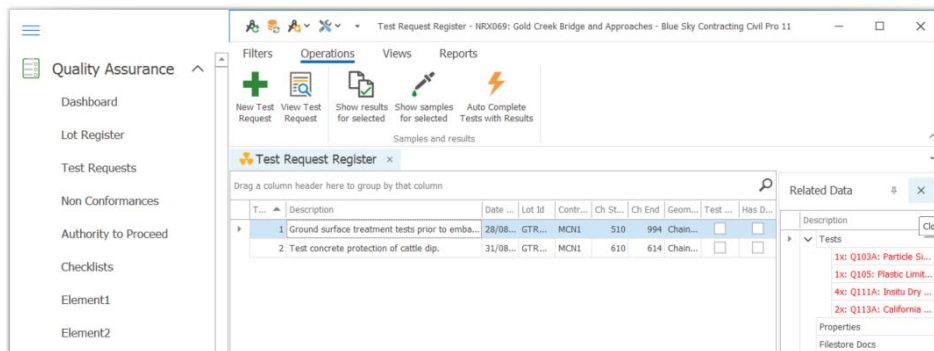 Test Request Register - NRX069: Gold Creek Bridge and Approaches - Blue Sky Contracting Civil Pro 11
Quality Assurance
Dashboard
Lot Register
Test Requests
Non Conformances
Authority to Proceed
Checklists
Element1
Element2
Filters Operations Views Reports
New Test Request
View Test Request
Show results for selected
Show samples for selected
Auto Complete Tests with Results
Samples and results
Test Request Register ×
Drag a column header here to group by that column
T... Description Date ... Lot Id Contr... Ch St... Ch End Geom... Test ... Has D...
1 Ground surface treatment tests prior to emba... 28/08... GTR... MCN1 510 994 Chain...
2 Test concrete protection of cattle dip. 31/08... GTR... MCN1 610 614 Chain...
Related Data
Description
Clo
Tests
1x: Q103A: Particle Si...
1x: Q105: Plastic Limit...
4x: Q111A: Insitu Dry ...
2x: Q113A: California ...
Properties
Filestore Docs